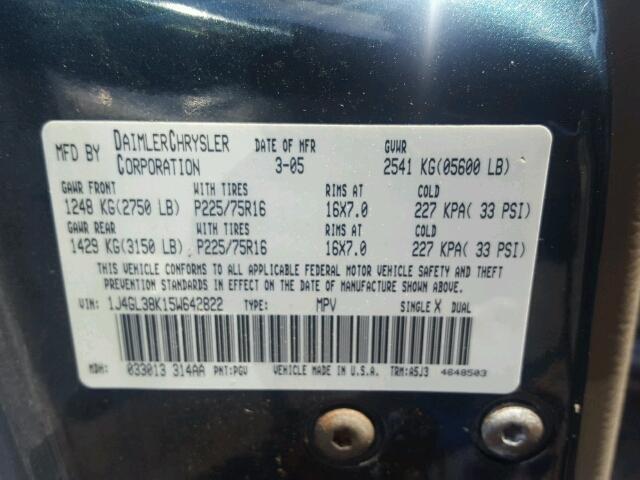 MFD BY DAIMLERCHRYSLER CORPORATION DATE OF MFR 3-05 GVWR 2541 KG(05600 LB)
GAWR FRONT WITH TIRES RIMS AT COLD
1248 KG(2750 LB) P225/75R16 16X7.0 227 KPA( 33 PSI)
GAWR REAR WITH TIRES RIMS AT COLD
1429 KG(3150 LB) P225/75R16 16X7.0 227 KPA( 33 PSI)
THIS VEHICLE CONFORMS TO ALL APPLICABLE FEDERAL MOTOR VEHICLE SAFETY AND THEFT
PREVENTION STANDARDS IN EFFECT ON THE DATE OF MANUFACTURE SHOWN ABOVE.
VIN: 1J4GL38K15W642822 TYPE: MPV SINGLE X DUAL
MDH: 033013 314AA PNT:PGV VEHICLE MADE IN U.S.A. TRM:A5J3 4648503